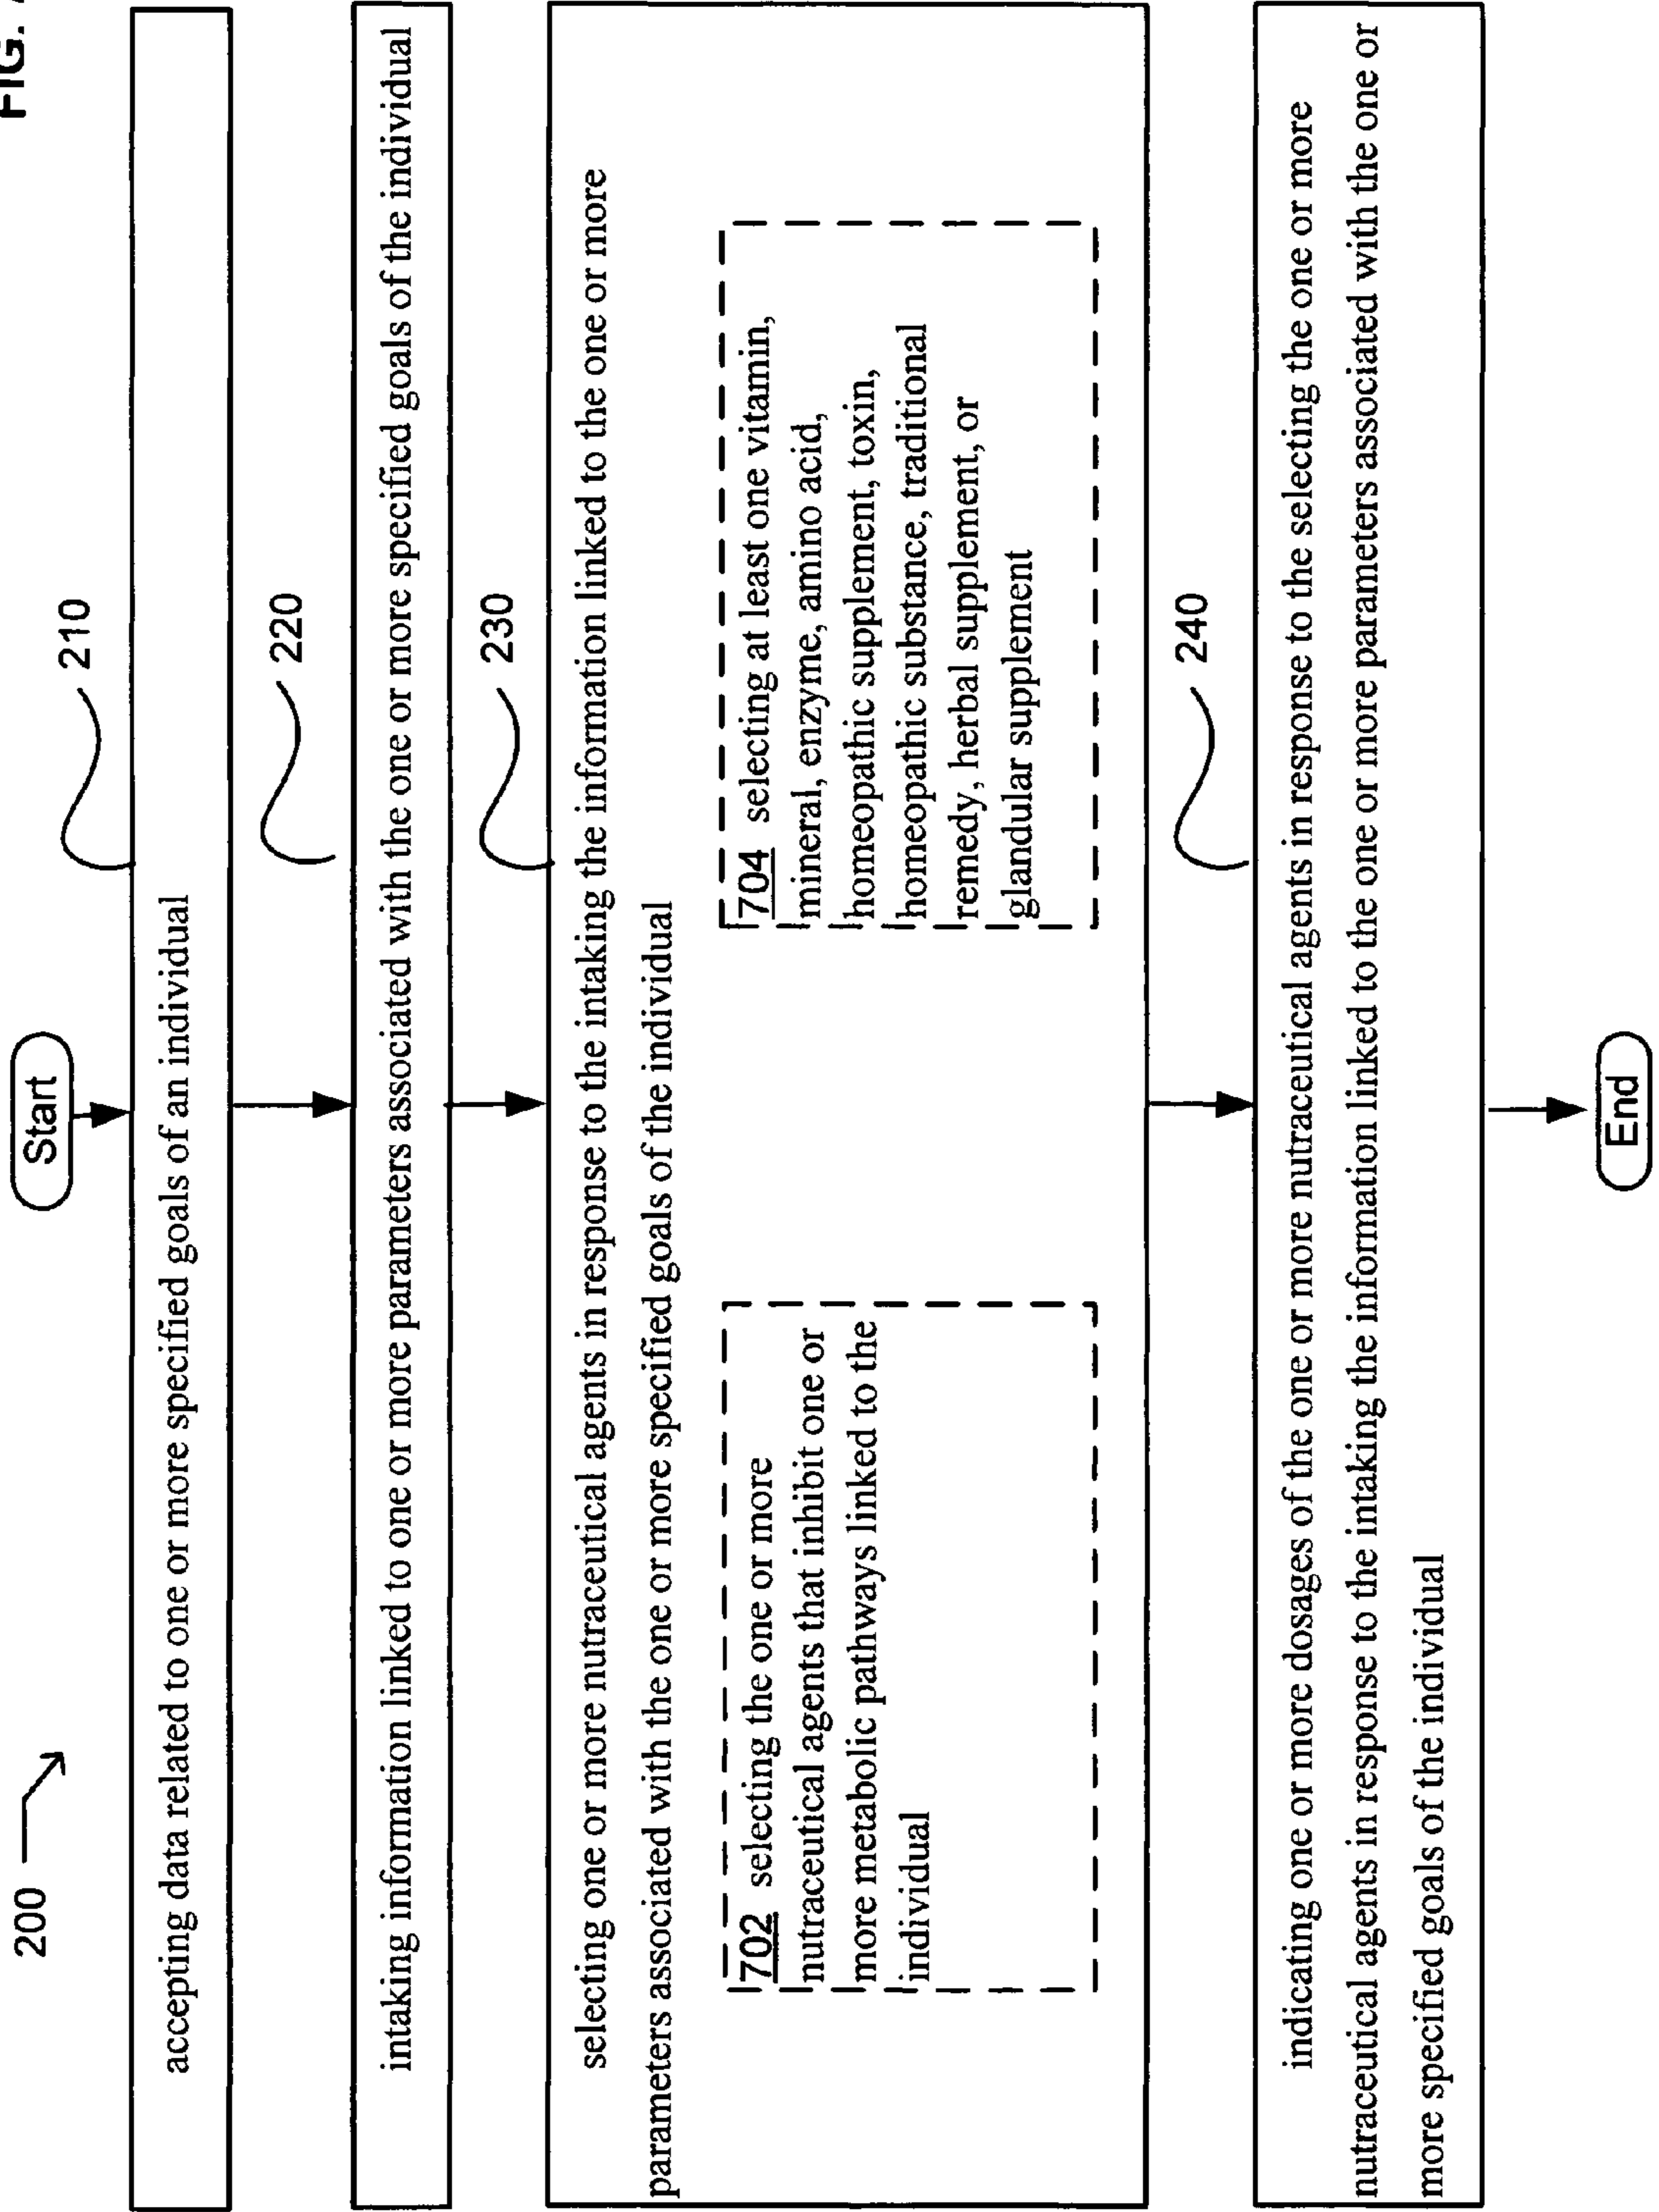 FIG.
200
Start
210
accepting data related to one or more specified goals of an individual
220
intaking information linked to one or more parameters associated with the one or more specified goals of the individual
230
selecting one or more nutraceutical agents in response to the intaking the information linked to the one or more
parameters associated with the one or more specified goals of the individual
702 selecting the one or more
nutraceutical agents that inhibit one or
more metabolic pathways linked to the
individual
704 selecting at least one vitamin,
mineral, enzyme, amino acid,
homeopathic supplement, toxin,
homeopathic substance, traditional
remedy, herbal supplement, or
glandular supplement
240
indicating one or more dosages of the one or more nutraceutical agents in response to the selecting the one or more
nutraceutical agents in response to the intaking the information linked to the one or more parameters associated with the one or
more specified goals of the individual
End